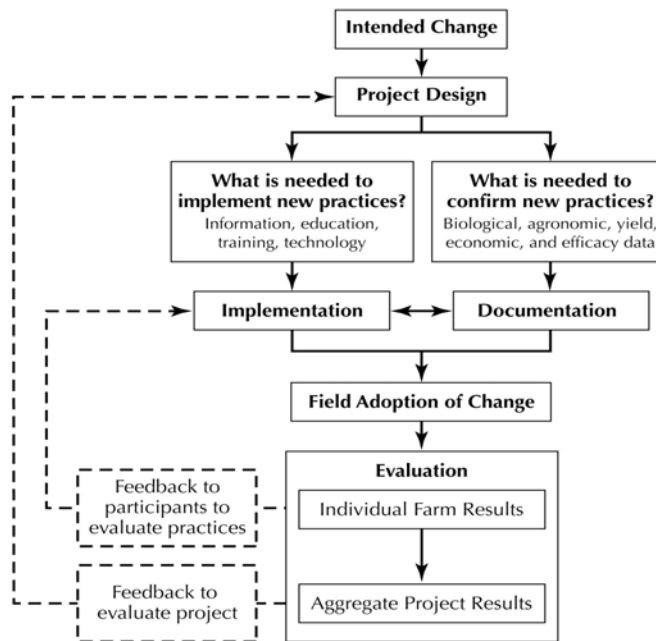 Intended Change
Project Design
What is needed to
implement new practices?
Information, education,
training, technology
What is needed to
confirm new practices?
Biological, agronomic, yield,
economic, and efficacy data
Implementation
Documentation
Field Adoption of Change
Evaluation
Feedback to
participants to
evaluate practices
Individual Farm Results
Feedback to
evaluate project
Aggregate Project Results